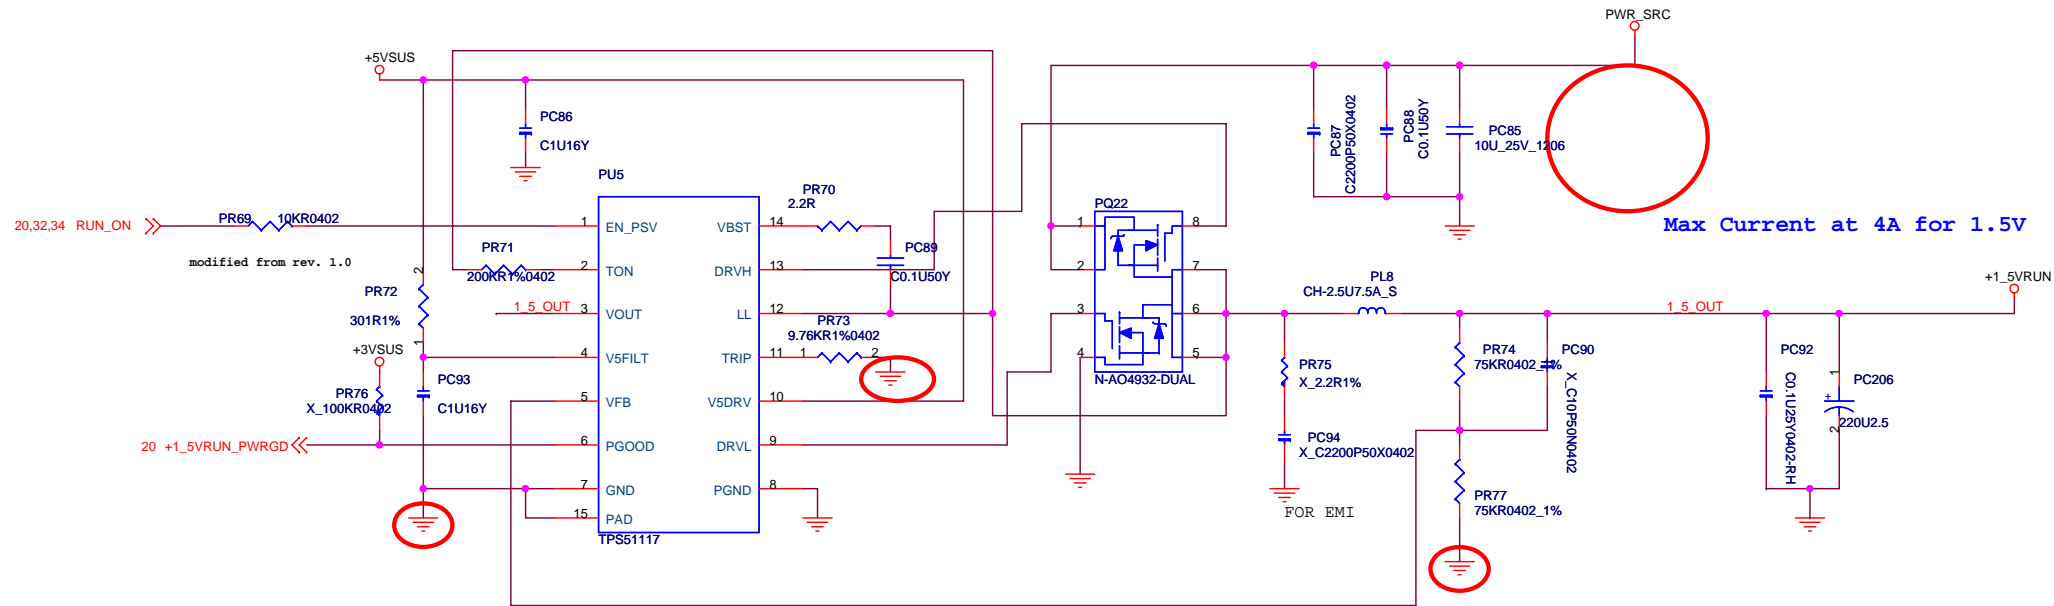 PWR_SRC
+5VSUS
PC86
C1U16Y
PC87
C2200P50X0402
PC88
C0.1U50Y
PC85
10U_25V_1206
PU5
PR70
2.2R
PQ22
20,32,34 RUN_ON
PR69
10KR0402
1
EN_PSV
VBST
14
1
8
Max Current at 4A for 1.5V
modified from rev. 1.0
PR71
200KR1%0402
2
TON
DRVH
13
PC89
C0.1U50Y
2
7
PL8
CH-2.5U7.5A_S
+1_5VRUN
2
PR72
301R1%
1
1_5_OUT
3
VOUT
LL
12
3
6
1_5_OUT
PR73
9.76KR1%0402
+3VSUS
4
V5FILT
TRIP
11
1
2
4
5
N-AO4932-DUAL
PR75
X_2.2R1%
PR74
75KR0402_1%
PC90
X_C10P50N0402
PC92
C0.1U25Y0402-RH
1
+
PC206
220U2.5
2
PR76
X_100KR0402
PC93
C1U16Y
5
VFB
V5DRV
10
20 +1_5VRUN_PWRGD
6
PGOOD
DRVL
9
PC94
X_C2200P50X0402
7
GND
PGND
8
PR77
75KR0402_1%
15
PAD
FOR EMI
TPS51117